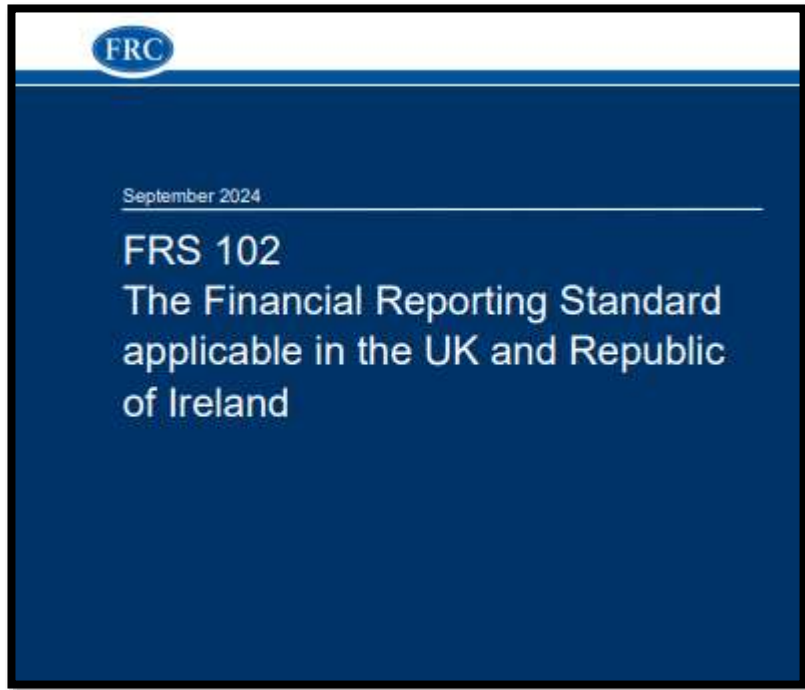 FRC
September 2024
FRS 102
The Financial Reporting Standard
applicable in the UK and Republic
of Ireland